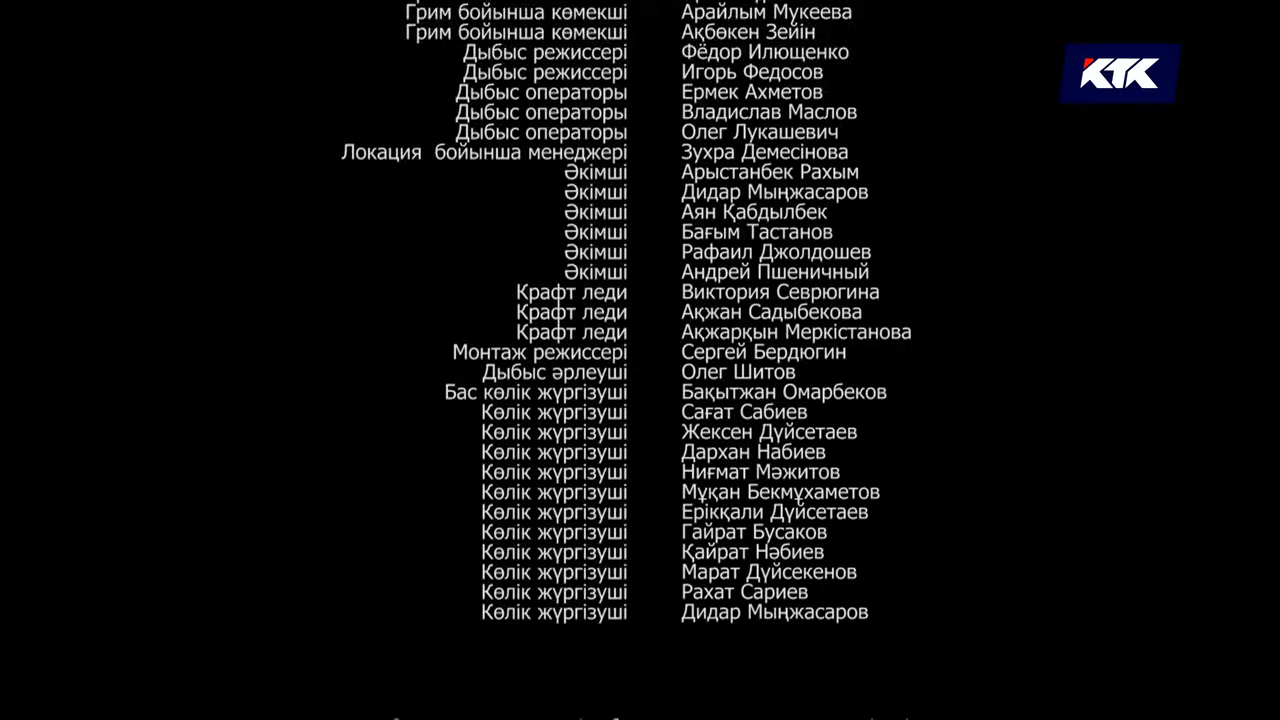 Грим бойынша көмекші Арайлым Мукеева
Грим бойынша көмекші Ақбөкен Зейін
Дыбыс режиссері Фёдор Илющенко
Дыбыс режиссері Игорь Федосов
Дыбыс операторы Ермек Ахметов
Дыбыс операторы Владислав Маслов
Дыбыс операторы Олег Лукашевич
Локация бойынша менеджері Зухра Демесінова
Әкімші Арыстанбек Рахым
Әкімші Дидар Мыңжасаров
Әкімші Аян Қабдылбек
Әкімші Бағым Тастанов
Әкімші Рафаил Джолдошев
Әкімші Андрей Пшеничный
Крафт леди Виктория Севрюгина
Крафт леди Ақжан Садыбекова
Крафт леди Ақжарқын Меркістанова
Монтаж режиссері Сергей Бердюгин
Дыбыс әрлеуші Олег Шитов
Бас көлік жүргізуші Бақытжан Омарбеков
Көлік жүргізуші Сағат Сабиев
Көлік жүргізуші Жексен Дүйсетаев
Көлік жүргізуші Дархан Набиев
Көлік жүргізуші Ниғмат Мәжитов
Көлік жүргізуші Мұқан Бекмұхаметов
Көлік жүргізуші Ерікқали Дүйсетаев
Көлік жүргізуші Гайрат Бусаков
Көлік жүргізуші Қайрат Нәбиев
Көлік жүргізуші Марат Дүйсекенов
Көлік жүргізуші Рахат Сариев
Көлік жүргізуші Дидар Мыңжасаров
КТК